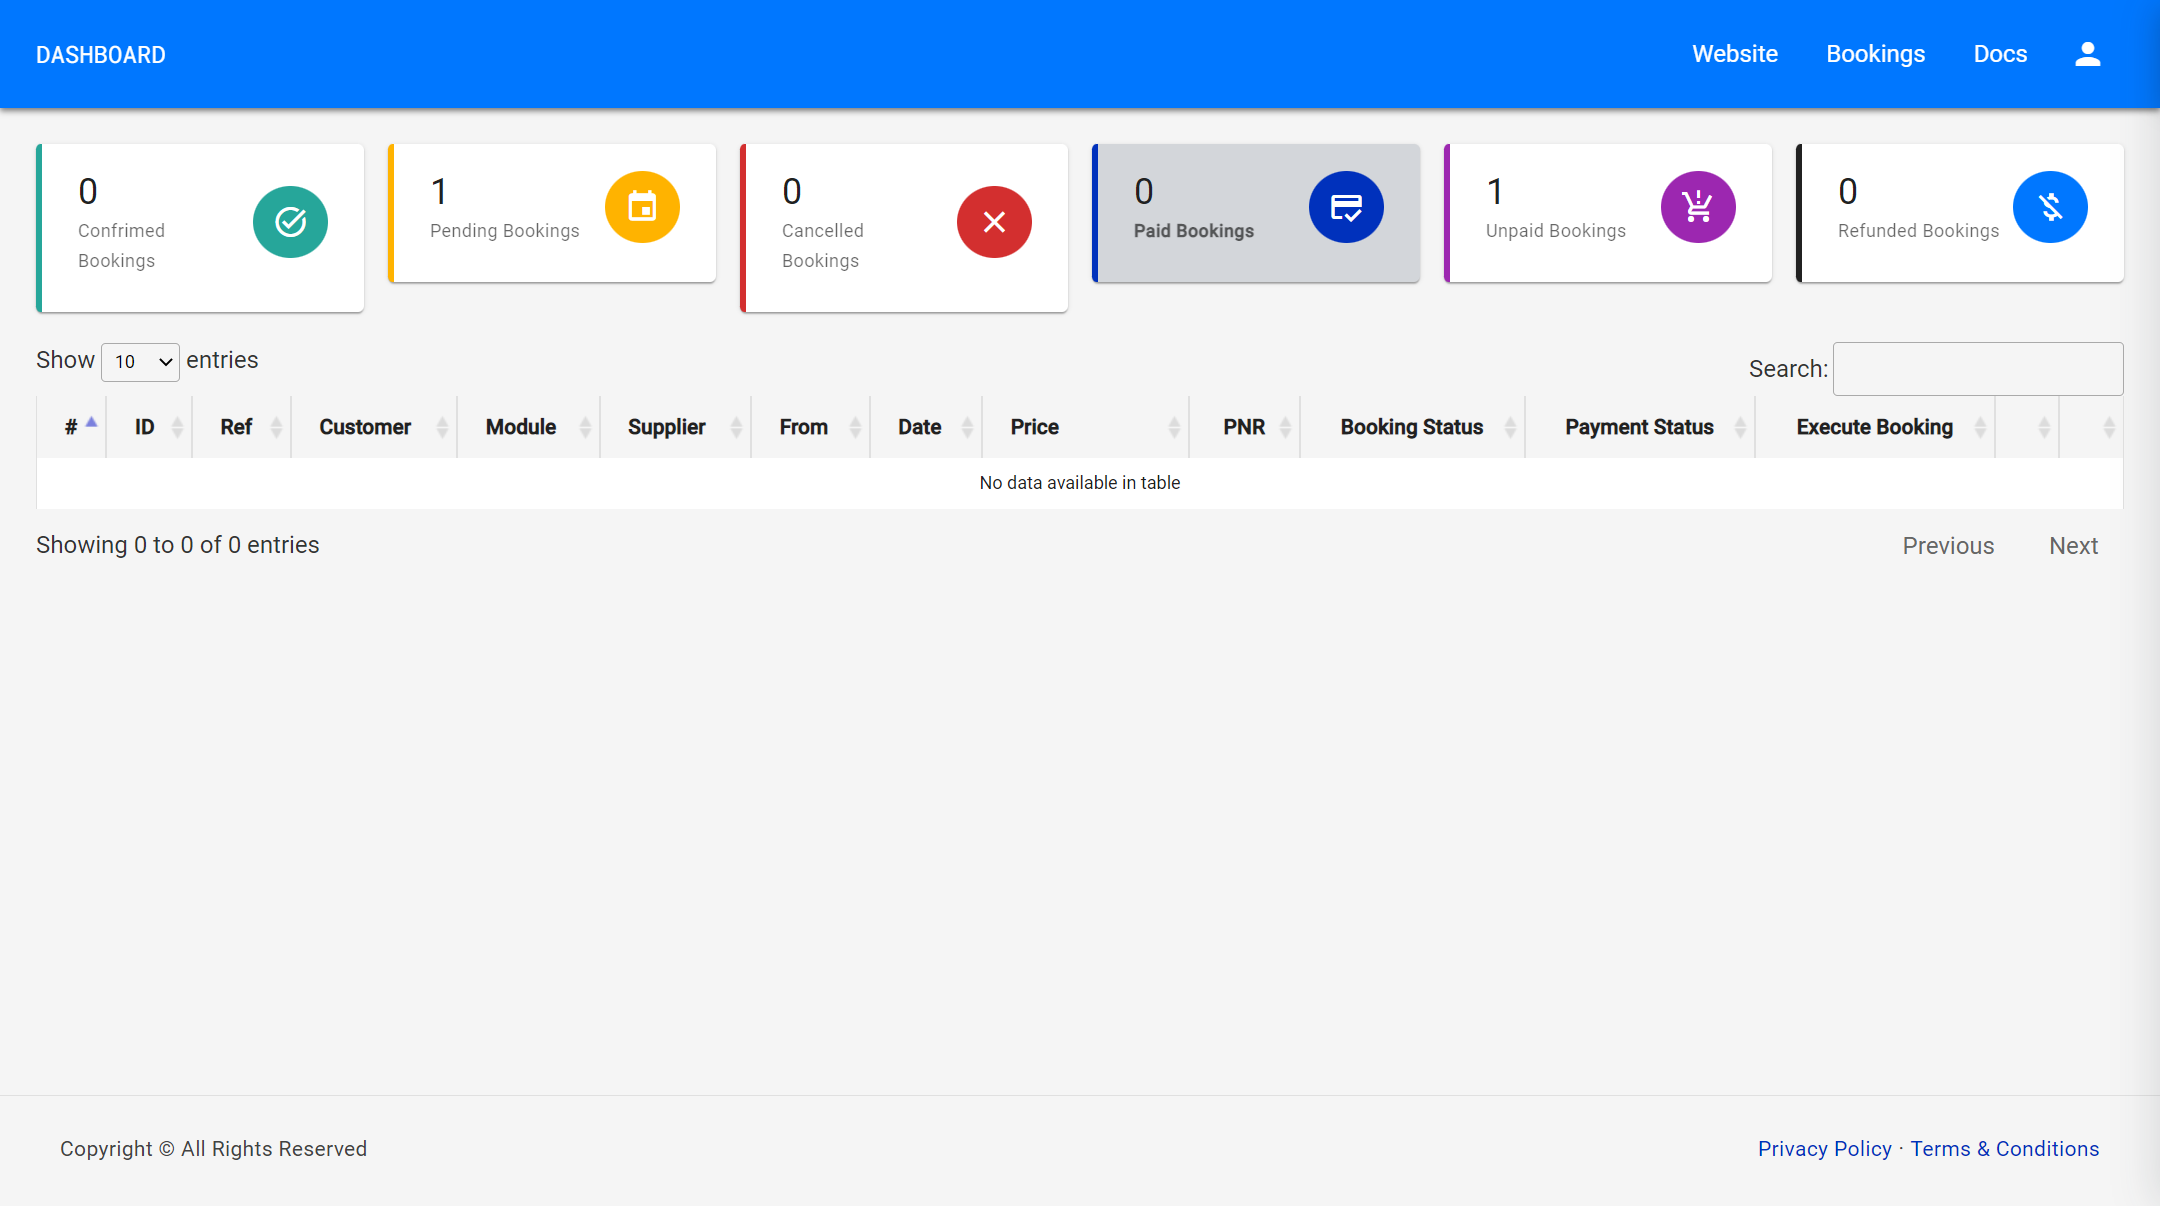 DASHBOARD
Website Bookings Docs
0
Confrimed
Bookings
1
Pending Bookings
0
Cancelled
Bookings
0
Paid Bookings
1
Unpaid Bookings
0
Refunded Bookings
Show 10 entries
Search:
# ID Ref Customer Module Supplier From Date Price PNR Booking Status Payment Status Execute Booking
No data available in table
Showing 0 to 0 of 0 entries
Previous Next
Copyright © All Rights Reserved
Privacy Policy · Terms & Conditions